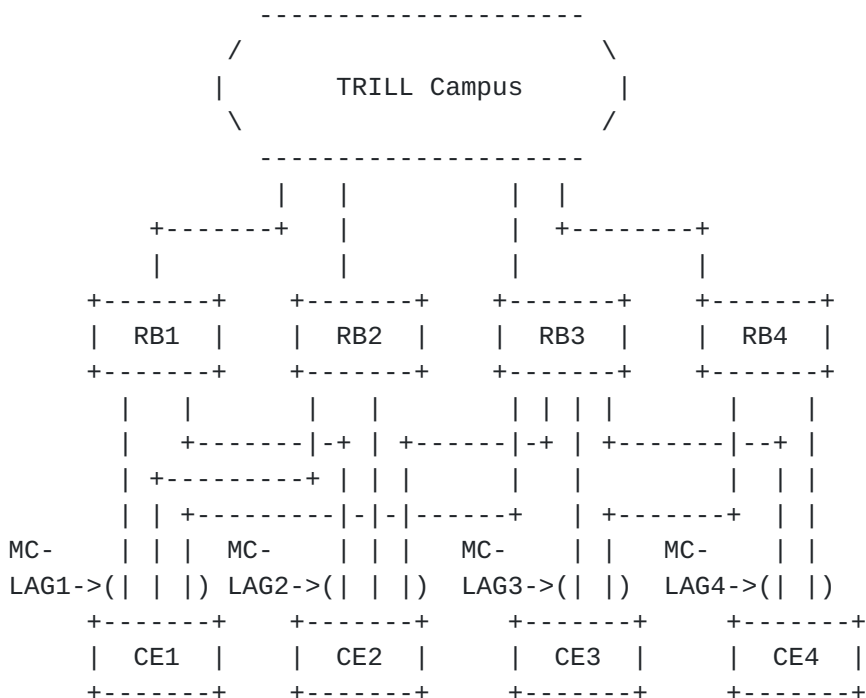 TRILL Campus
RB1 RB2 RB3 RB4
MC- MC- MC- MC-
LAG1->( ) LAG2->( ) LAG3->( ) LAG4->( )
CE1 CE2 CE3 CE4